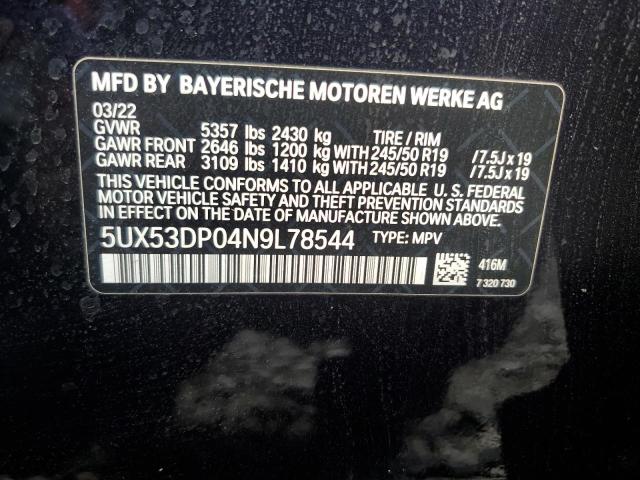 MFD BY BAYERISCHE MOTOREN WERKE AG
03/22
GVWR 5357 lbs 2430 kg TIRE / RIM
GAWR FRONT 2646 lbs 1200 kg WITH 245/50 R19 / 7.5J x 19
GAWR REAR 3109 lbs 1410 kg WITH 245/50 R19 / 7.5J x 19
THIS VEHICLE CONFORMS TO ALL APPLICABLE U. S. FEDERAL
MOTOR VEHICLE SAFETY AND THEFT PREVENTION
STANDARDS IN EFFECT ON THE DATE OF MANUFACTURE SHOWN ABOVE.
5UX53DP04N9L78544 TYPE: MPV
416M
7 320 730